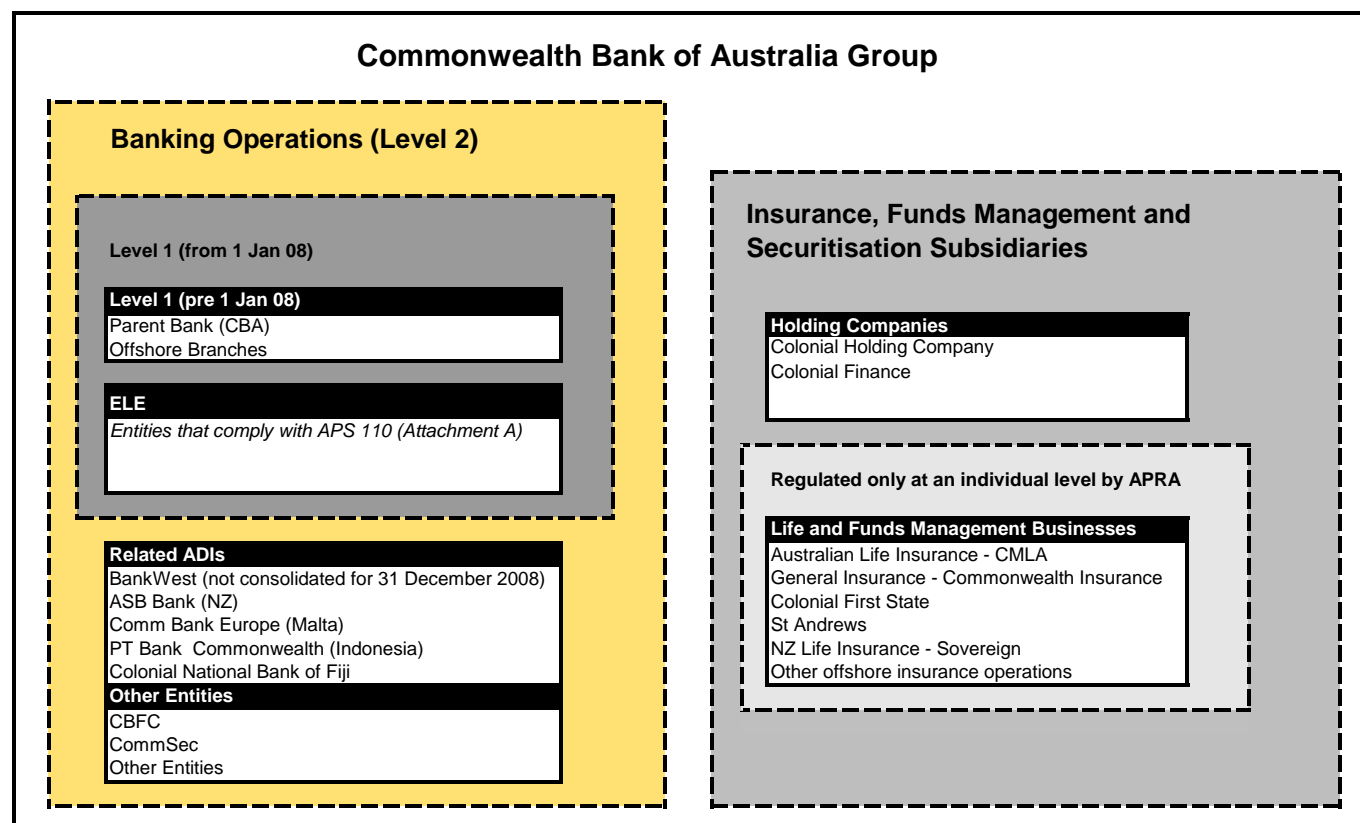 Commonwealth Bank of Australia Group
Banking Operations (Level 2)
Level 1 (from 1 Jan 08)
Level 1 (pre 1 Jan 08)
Parent Bank (CBA)
Offshore Branches
ELE
Entities that comply with APS 110 (Attachment A)
Related ADIs
BankWest (not consolidated for 31 December 2008)
ASB Bank (NZ)
Comm Bank Europe (Malta)
PT Bank Commonwealth (Indonesia)
Colonial National Bank of Fiji
Other Entities
CBFC
CommSec
Other Entities
Insurance, Funds Management and
Securitisation Subsidiaries
Holding Companies
Colonial Holding Company
Colonial Finance
Regulated only at an individual level by APRA
Life and Funds Management Businesses
Australian Life Insurance - CMLA
General Insurance - Commonwealth Insurance
Colonial First State
St Andrews
NZ Life Insurance - Sovereign
Other offshore insurance operations